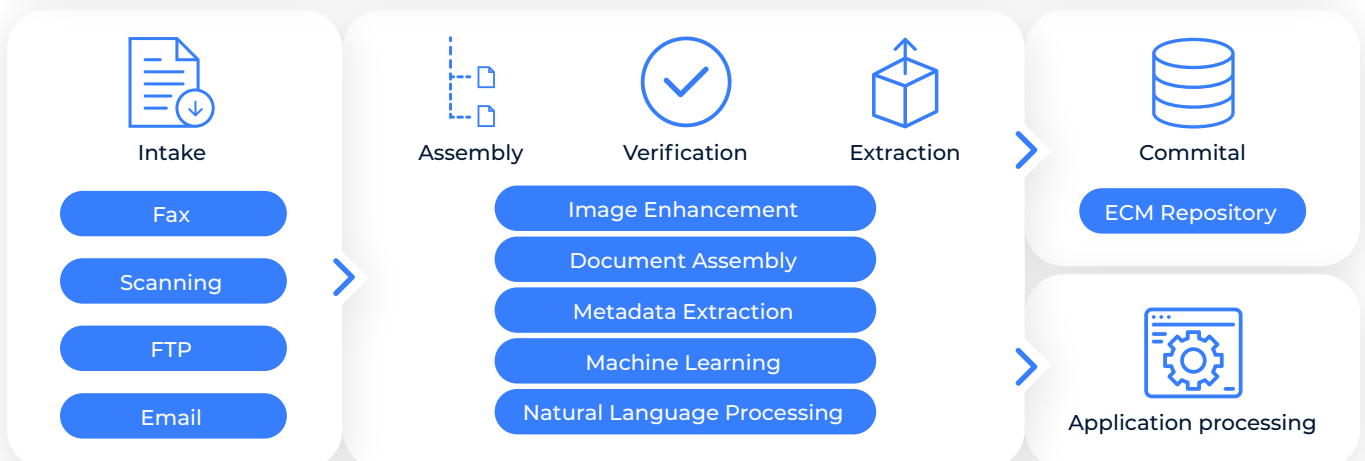 Intake
Fax
Scanning
FTP
Email
Assembly
Verification
Extraction
Image Enhancement
Document Assembly
Metadata Extraction
Machine Learning
Natural Language Processing
Commital
ECM Repository
Application processing